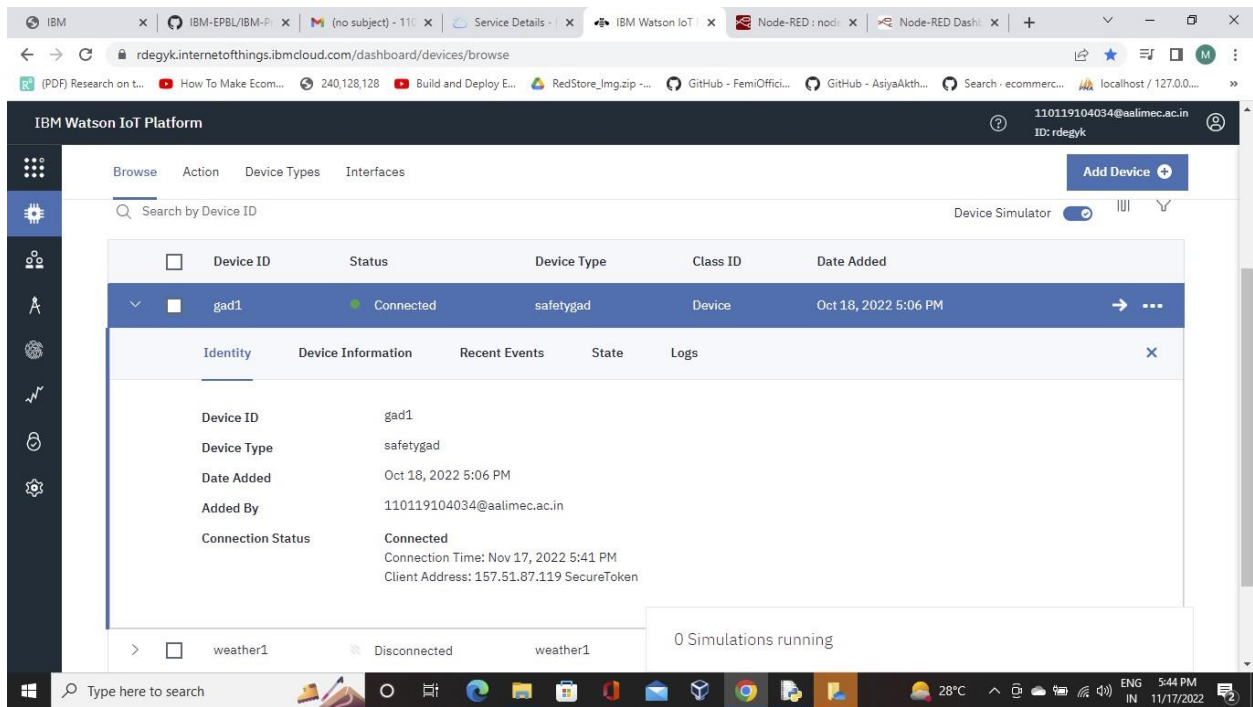 IBM
IBM-EPBL/IBM-P
(no subject) - 110
Service Details -
IBM Watson IoT
Node-RED : node
Node-RED Dash
rdegyk.internetofthings.ibmcloud.com/dashboard/devices/browse
M
(PDF) Research on t...
How To Make Ecom...
240,128,128
Build and Deploy E...
RedStore_Img.zip -...
GitHub - FemiOffici...
GitHub - AsiyaAkth...
Search · ecommerc...
localhost / 127.0.0....
IBM Watson IoT Platform
110119104034@aalimec.ac.in
ID: rdegyk
Browse Action Device Types Interfaces
Add Device
Search by Device ID
Device Simulator
Device ID Status Device Type Class ID Date Added
gad1 Connected safetygad Device Oct 18, 2022 5:06 PM
Identity Device Information Recent Events State Logs
Device ID gad1
Device Type safetygad
Date Added Oct 18, 2022 5:06 PM
Added By 110119104034@aalimec.ac.in
Connection Status Connected
Connection Time: Nov 17, 2022 5:41 PM
Client Address: 157.51.87.119 SecureToken
weather1 Disconnected weather1
0 Simulations running
Type here to search
28°C
ENG
IN
5:44 PM
11/17/2022
2